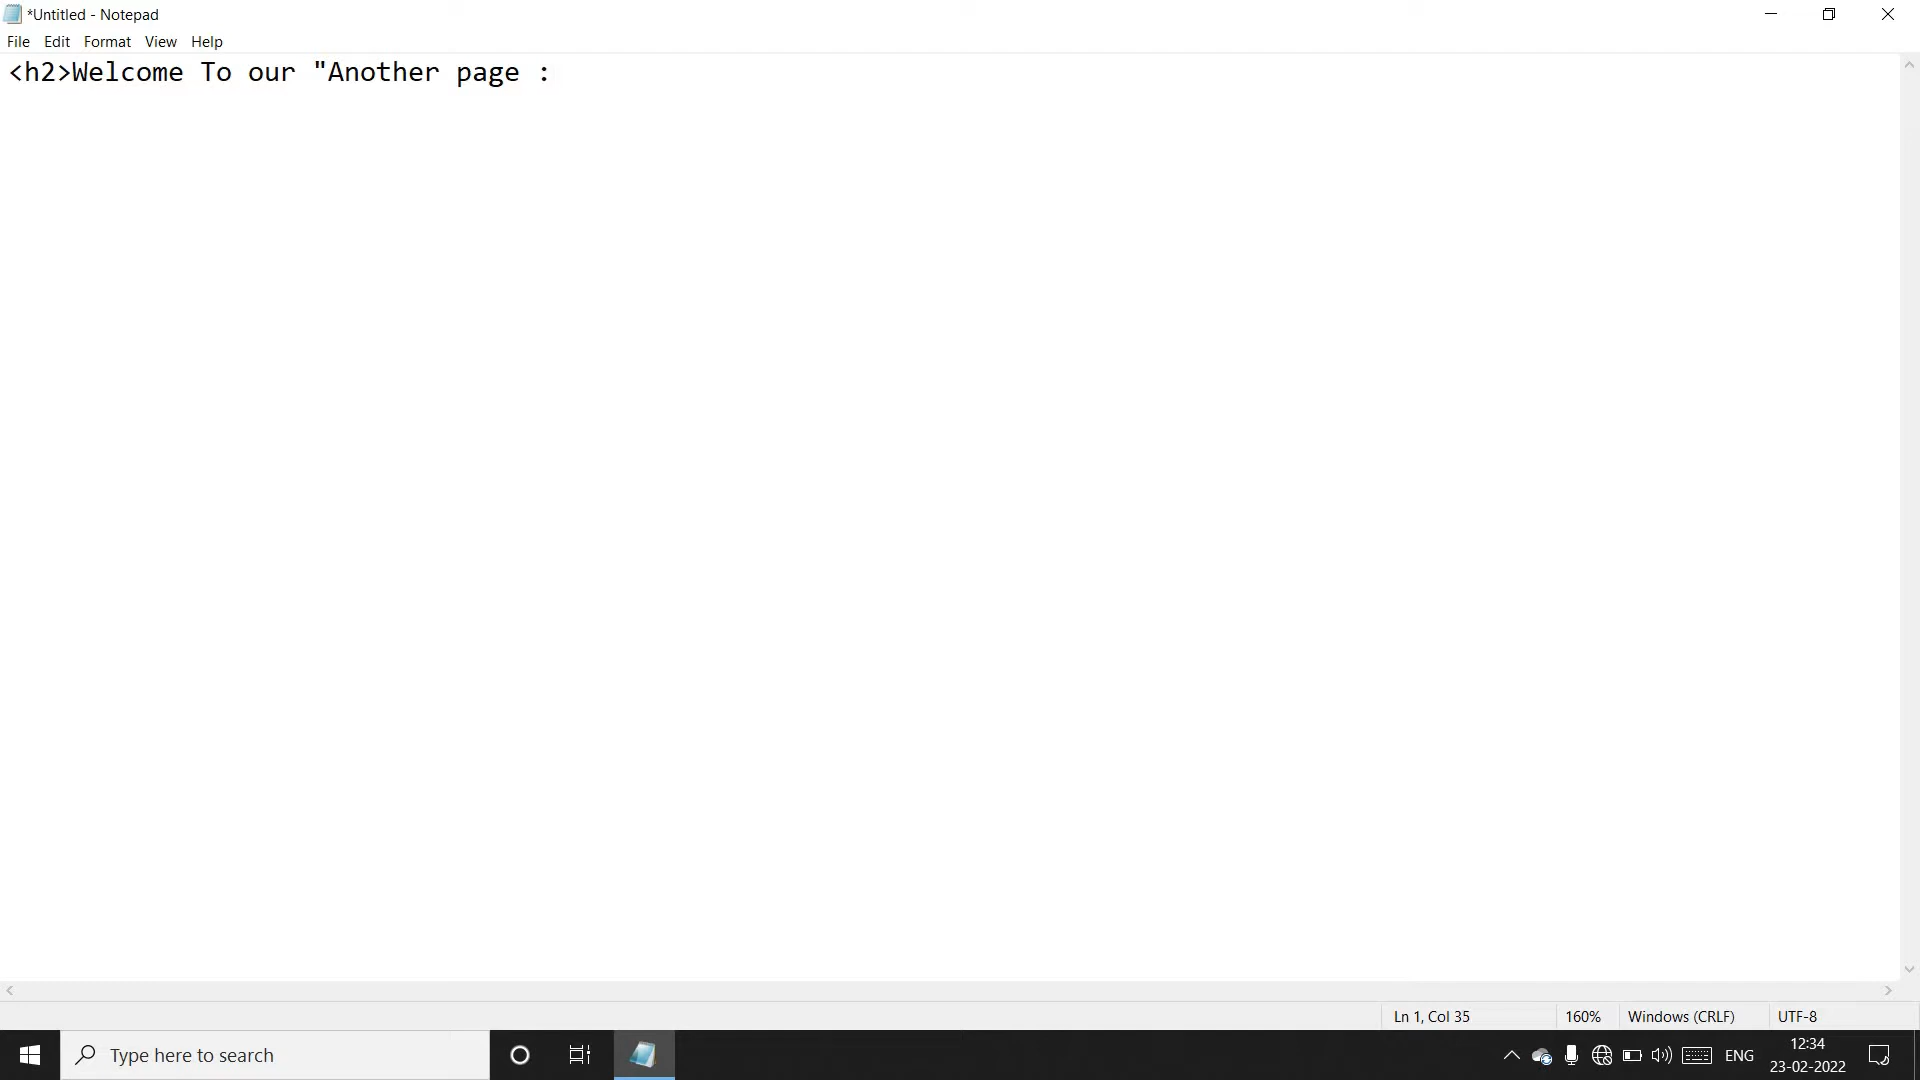 *Untitled - Notepad
File Edit Format View Help
<h2>Welcome To our "Another page :
Ln 1, Col 35 160% Windows (CRLF) UTF-8
Type here to search ENG 12:34
23-02-2022